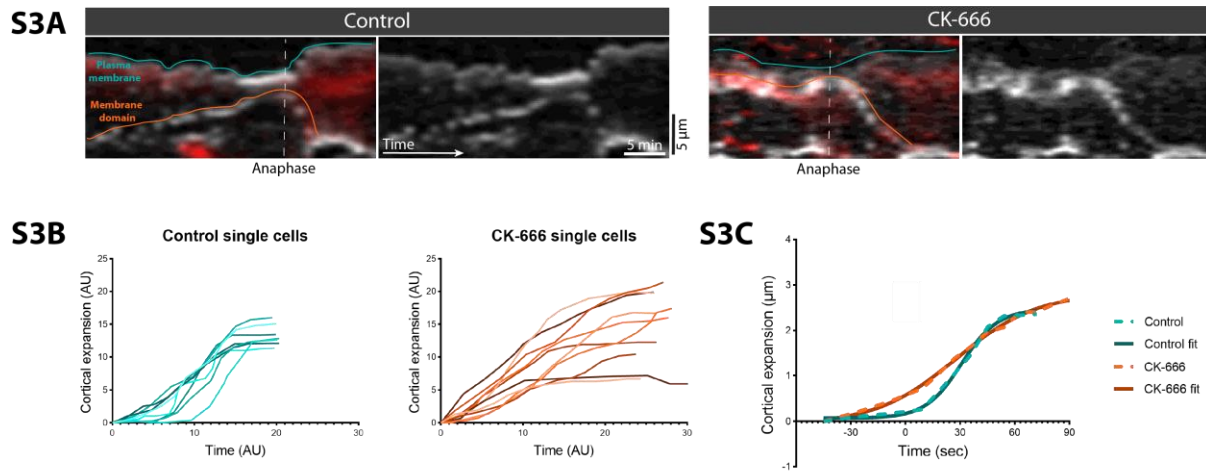 S3A
Control
Plasma
membrane
Membrane
domain
Time
5 min
5 µm
Anaphase
CK-666
Anaphase
S3B
Control single cells
Cortical expansion (AU)
25
20
15
10
5
0
0 10 20 30
Time (AU)
CK-666 single cells
Cortical expansion (AU)
25
20
15
10
5
0
0 10 20 30
Time (AU)
S3C
Cortical expansion (µm)
4
3
2
1
0
-1
-30 0 30 60 90
Time (sec)
Control
Control fit
CK-666
CK-666 fit